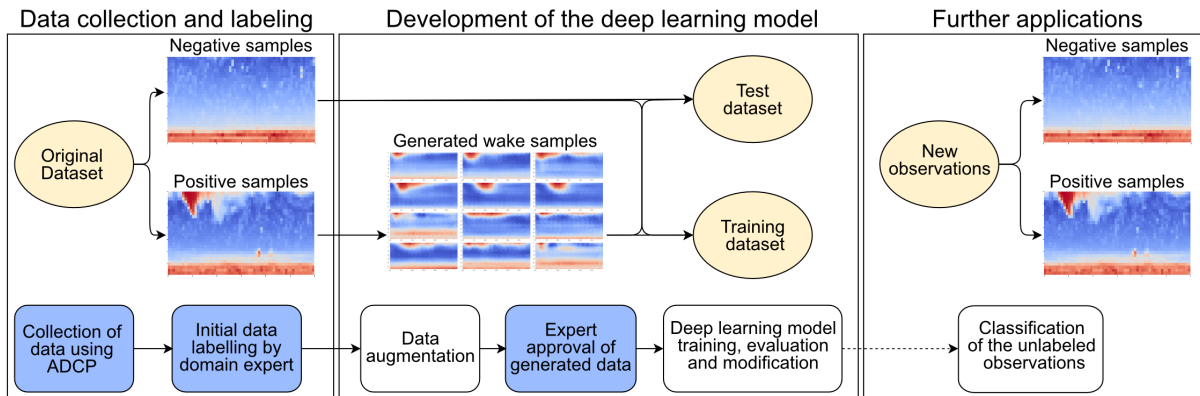 Data collection and labeling
Negative samples
Original
Dataset
Positive samples
Collection of
data using
ADCP
Initial data
labelling by
domain expert
Development of the deep learning model
Test
dataset
Generated wake samples
Training
dataset
Data
augmentation
Expert
approval of
generated data
Deep learning model
training, evaluation
and modification
Further applications
Negative samples
New
observations
Positive samples
Classification
of the unlabeled
observations